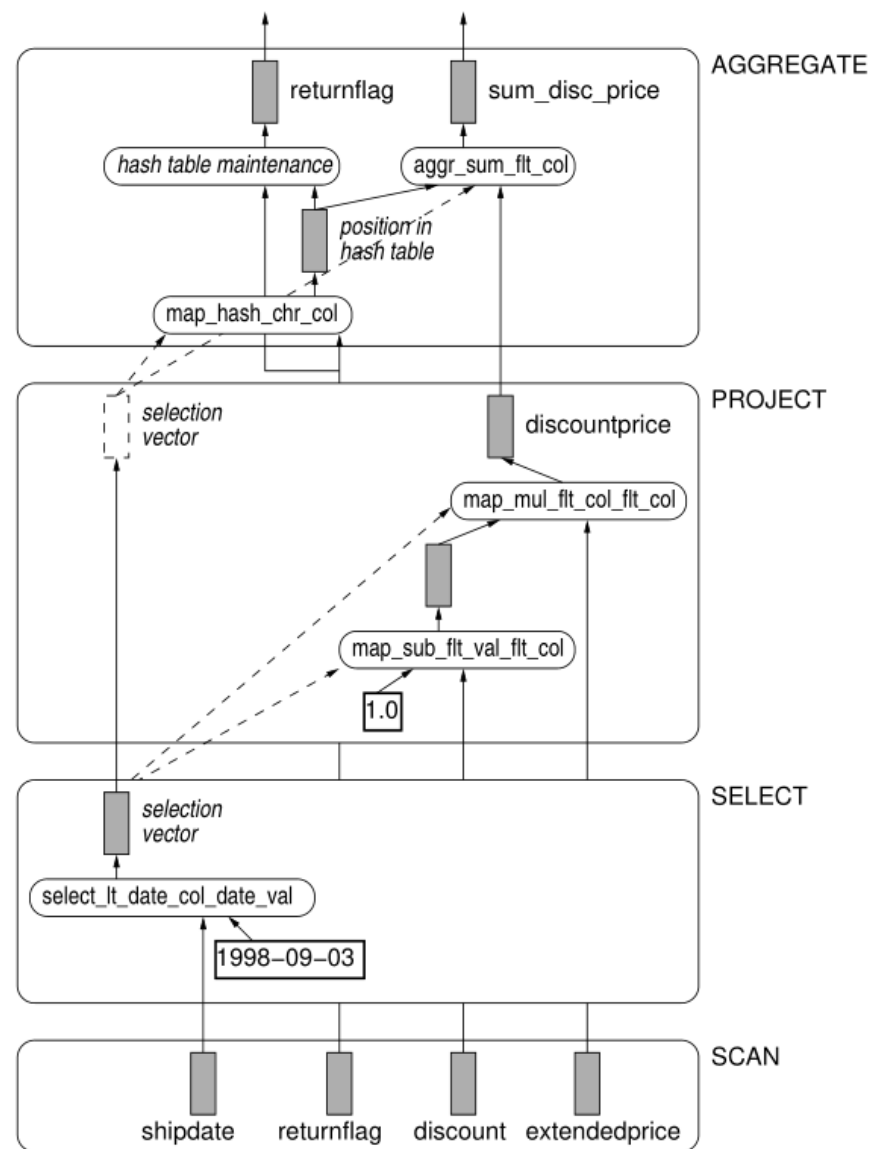 AGGREGATE
returnflag
sum_disc_price
hash table maintenance
aggr_sum_flt_col
position in
hash table
map_hash_chr_col
PROJECT
selection
vector
discountprice
map_mul_flt_col_flt_col
map_sub_flt_val_flt_col
1.0
SELECT
selection
vector
select_lt_date_col_date_val
1998−09−03
SCAN
shipdate
returnflag
discount
extendedprice